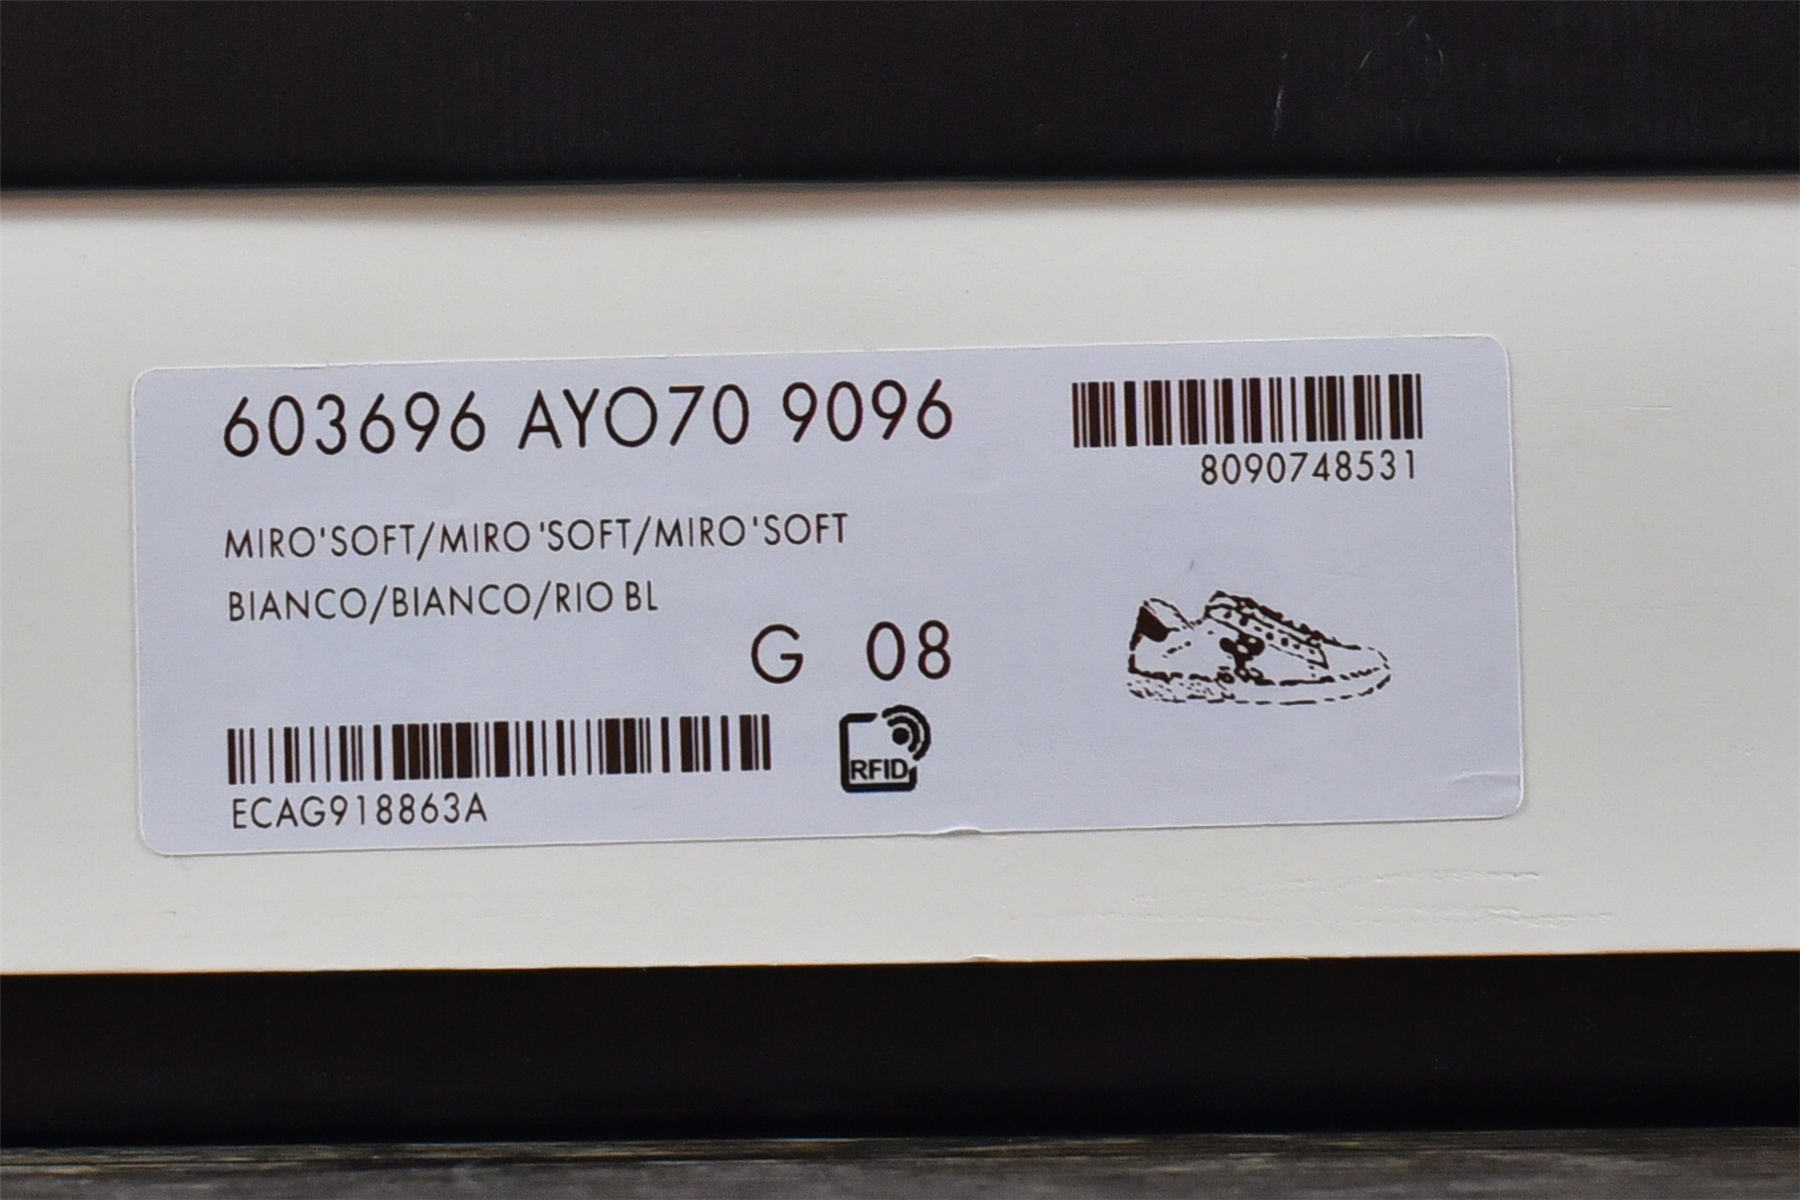 603696 AYO70 9096
8090748531
MIRO'SOFT/MIRO'SOFT/MIRO'SOFT
BIANCO/BIANCO/RIO BL
G 08
RFID
ECAG918863A